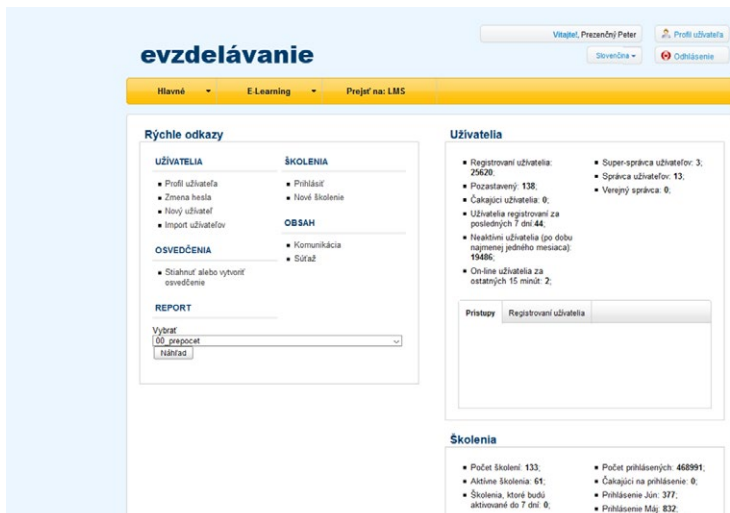 Vitajte!, Prezenčný Peter
Profil užívateľa
evzdelávanie
Slovenčina
Odhlásenie
Hlavné
E-Learning
Prejsť na: LMS
Rýchle odkazy
UŽÍVATELIA
Profil užívateľa
Zmena hesla
Nový užívateľ
Import užívateľov
OSVEDČENIA
Stiahnuť alebo vytvoriť
osvedčenie
REPORT
Vybrať
00_prepocet
Náhľad
ŠKOLENIA
Prihlásiť
Nové školenie
OBSAH
Komunikácia
Súťaž
Užívatelia
Registrovaní užívatelia:
25620;
Pozastavený: 138;
Čakajúci užívatelia: 0;
Užívatelia registrovaní za
posledných 7 dní:44;
Neaktívni užívatelia (po dobu
najmenej jedného mesiaca):
19486;
On-line užívatelia za
ostatných 15 minút: 2;
Super-správca užívateľov: 3;
Správca užívateľov: 13;
Verejný správca: 0;
Prístupy
Registrovaní užívatelia
Školenia
Počet školení: 133;
Aktívne školenia: 61;
Školenia, ktoré budú
aktivované do 7 dní: 0;
Počet prihlásených: 468991;
Čakajúci na prihlásenie: 0;
Prihlásenie Jún: 377;
Prihlásenie Máj: 832;